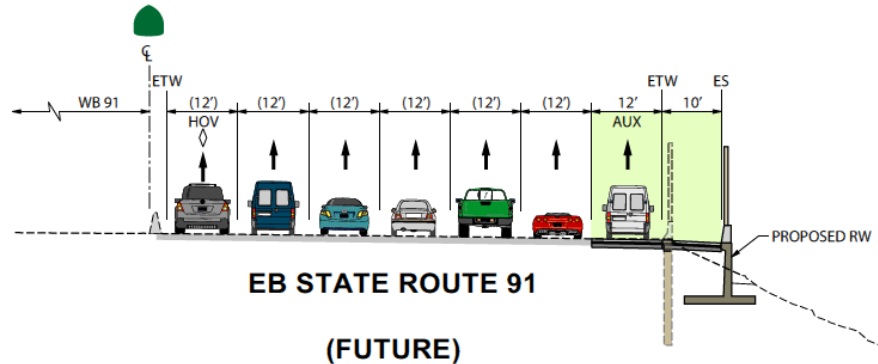 ℄
ETW
ETW
ES
WB 91
(12')
(12')
(12')
(12')
(12')
(12')
12'
10'
HOV
AUX
PROPOSED RW
EB STATE ROUTE 91
(FUTURE)